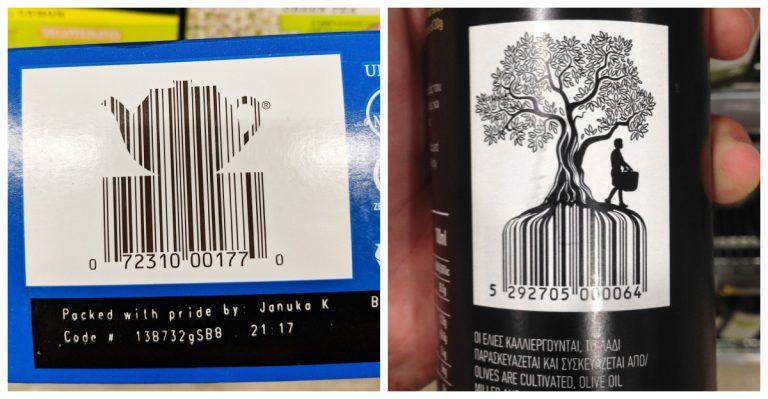 UN
®
0 72310 00177 0
Packed with pride by: Januka K. B
Code # 138732gSB8 21:17
5 292705 000064
ΟΙ ΕΛΙΕΣ ΚΑΛΛΙΕΡΓΟΥΝΤΑΙ, ΤΟ ΛΑΔΙ
ΠΑΡΑΣΚΕΥΑΖΕΤΑΙ ΚΑΙ ΣΥΣΚΕΥΑΖΕΤΑΙ ΑΠΟ/
OLIVES ARE CULTIVATED, OLIVE OIL